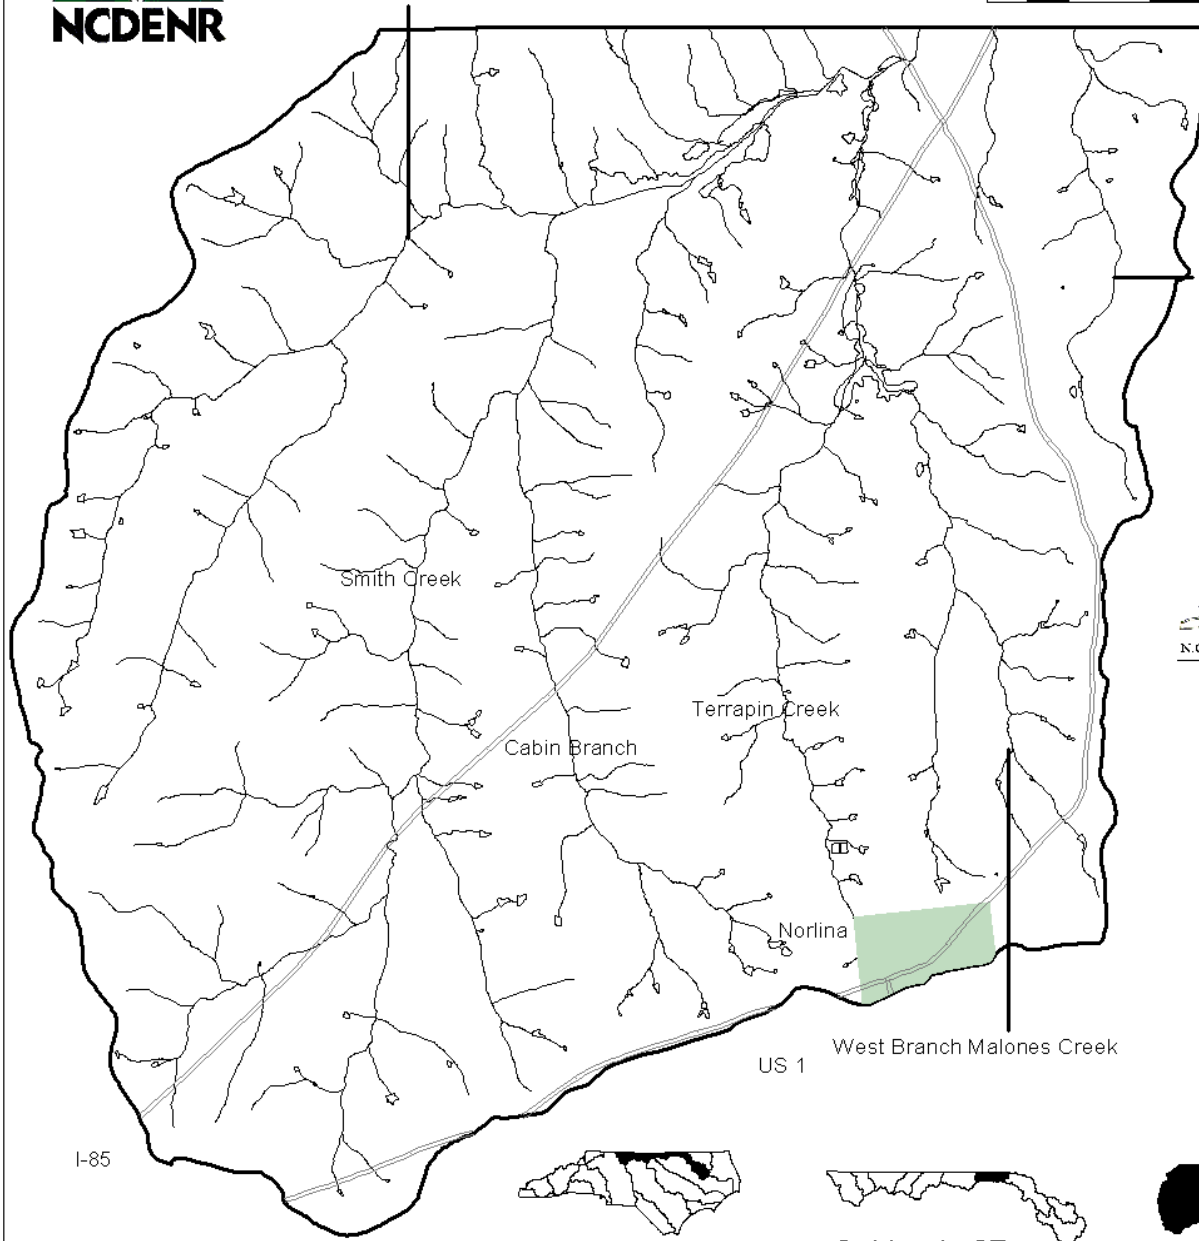 NCDENR
Smith Creek
N.C
Terrapin Creek
Cabin Branch
Norlina
West Branch Malones Creek
US 1
I-85